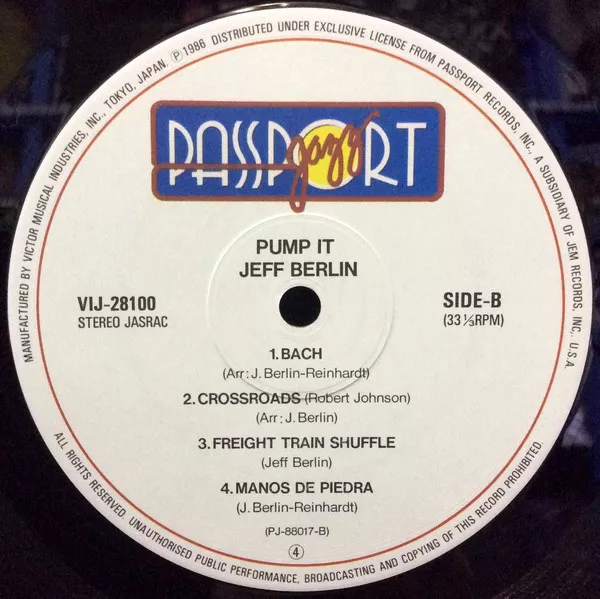 MANUFACTURED BY VICTOR MUSICAL INDUSTRIES, INC., TOKYO, JAPAN. ℗1986 DISTRIBUTED UNDER EXCLUSIVE LICENSE FROM PASSPORT RECORDS, INC., A SUBSIDIARY OF JEM RECORDS, INC., U.S.A.
PASSPORT
jazz
PUMP IT
JEFF BERLIN
VIJ-28100
STEREO JASRAC
SIDE-B
(33 ⅓RPM)
1. BACH
(Arr: J. Berlin-Reinhardt)
2. CROSSROADS (Robert Johnson)
(Arr: J. Berlin)
3. FREIGHT TRAIN SHUFFLE
(Jeff Berlin)
4. MANOS DE PIEDRA
(J. Berlin-Reinhardt)
(PJ-88017-B)
④
ALL RIGHTS RESERVED. UNAUTHORISED PUBLIC PERFORMANCE, BROADCASTING AND COPYING OF THIS RECORD PROHIBITED.